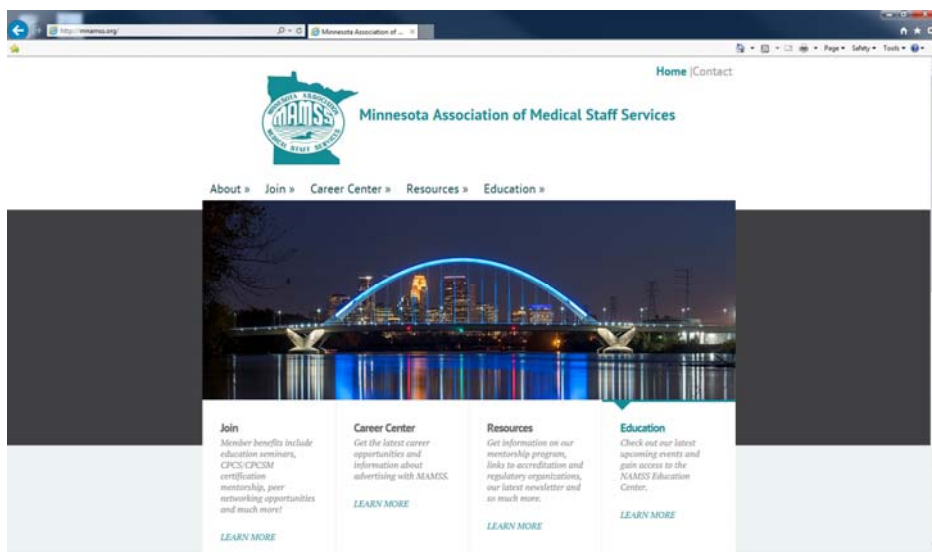 http://mnamss.org/
Minnesota Association of ...
Page Safety Tools
Home |Contact
MINNESOTA ASSOCIATION
MAMSS
MEDICAL STAFF SERVICES
Minnesota Association of Medical Staff Services
About » Join » Career Center » Resources » Education »
Join
Member benefits include
education seminars,
CPCS/CPCSM
certification
mentorship, peer
networking opportunities
and much more!
LEARN MORE
Career Center
Get the latest career
opportunities and
information about
advertising with MAMSS.
LEARN MORE
Resources
Get information on our
mentorship program,
links to accreditation and
regulatory organizations,
our latest newsletter and
so much more.
LEARN MORE
Education
Check out our latest
upcoming events and
gain access to the
NAMSS Education
Center.
LEARN MORE